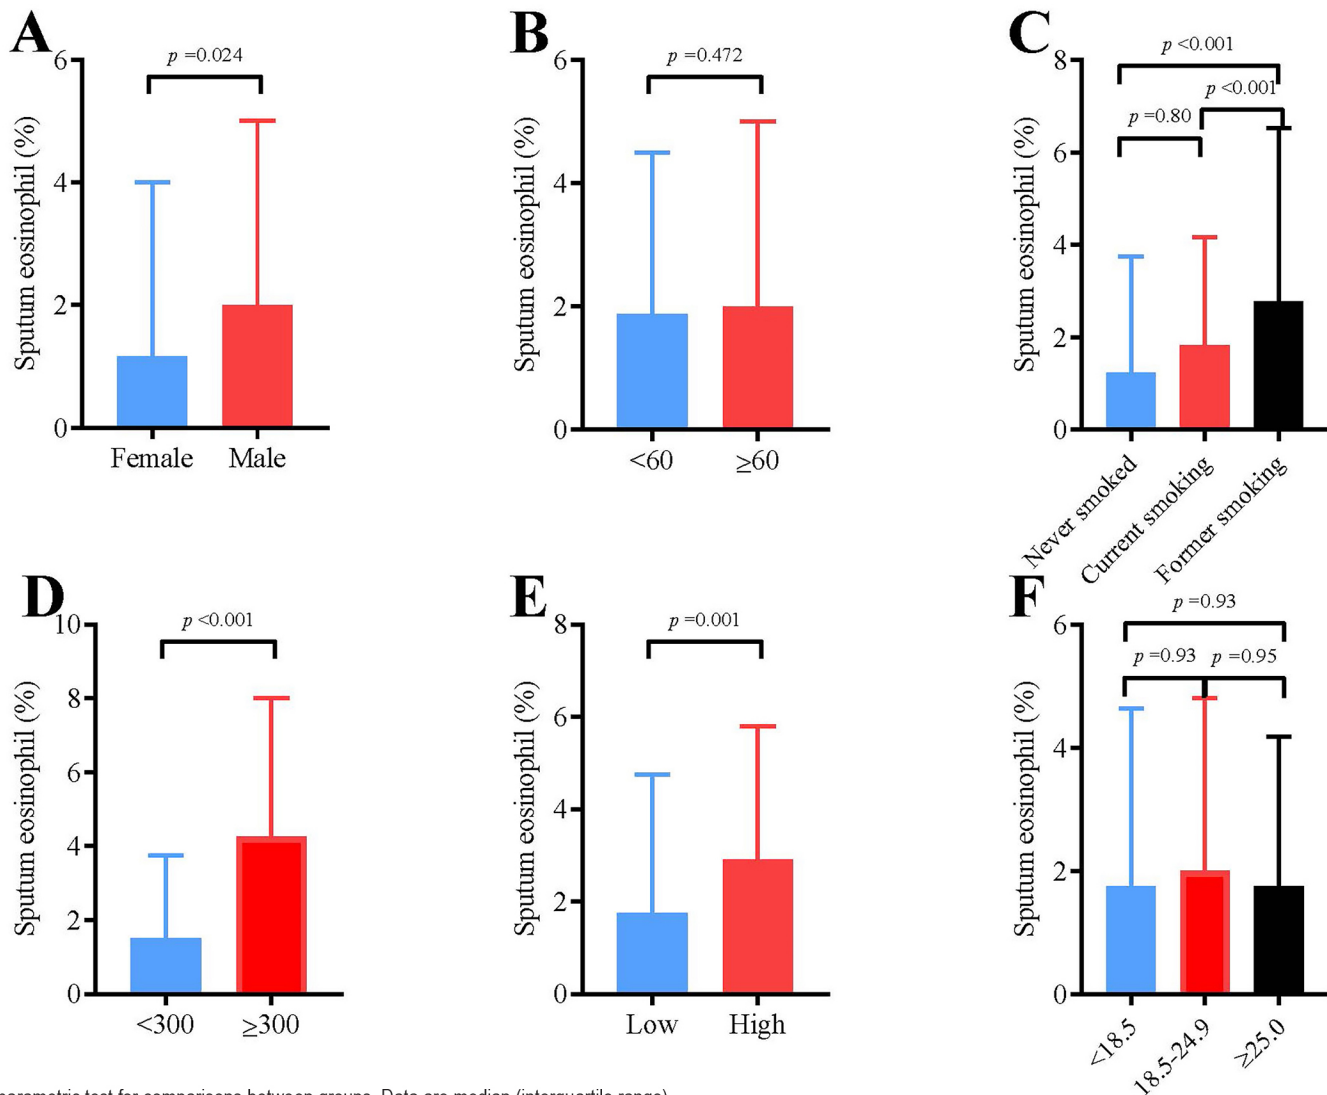 A
p =0.024
Sputum eosinophil (%)
6
4
2
0
Female Male
B
p =0.472
Sputum eosinophil (%)
6
4
2
0
<60 ≥60
C
p <0.001
p <0.001
p =0.80
Sputum eosinophil (%)
8
6
4
2
0
Never smoked
Current smoking
Former smoking
D
p <0.001
Sputum eosinophil (%)
10
8
6
4
2
0
<300 ≥300
E
p =0.001
Sputum eosinophil (%)
8
6
4
2
0
Low High
F
p =0.93
p =0.93 p =0.95
Sputum eosinophil (%)
6
4
2
0
<18.5
18.5-24.9
≥25.0
parametric test for comparisons between groups. Data are median (interquartile range)